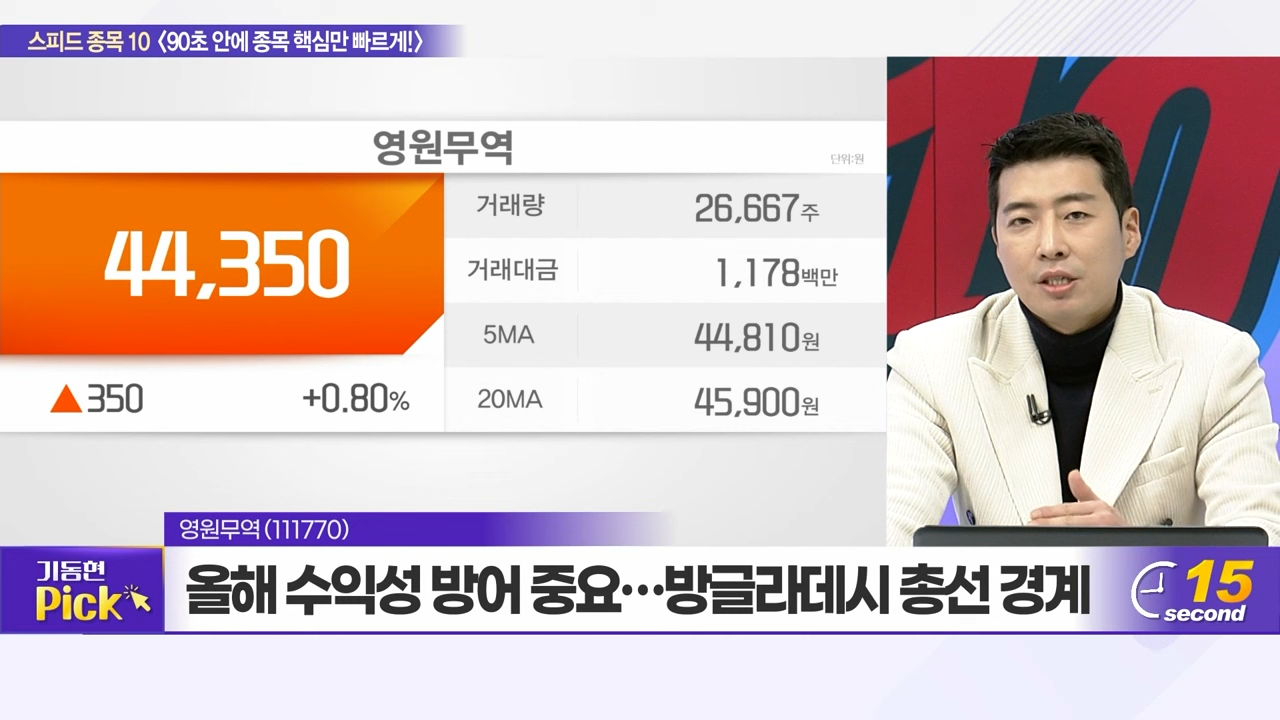 스피드 종목 10 〈90초 안에 종목 핵심만 빠르게!〉
영원무역
단위:원
44,350
▲350 +0.80%
거래량 26,667주
거래대금 1,178백만
5MA 44,810원
20MA 45,900원
10
영원무역(111770)
기동현
Pick
올해 수익성 방어 중요…방글라데시 총선 경계
15
second